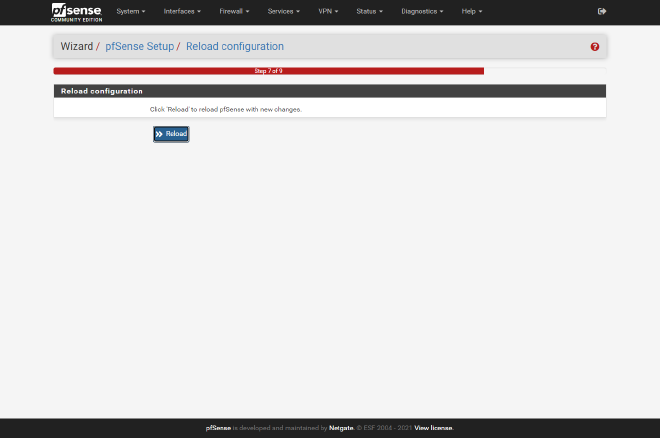 pfsense
COMMUNITY EDITION
System Interfaces Firewall Services VPN Status Diagnostics Help
Wizard / pfSense Setup / Reload configuration
Step 7 of 9
Reload configuration
Click 'Reload' to reload pfSense with new changes.
Reload
pfSense is developed and maintained by Netgate. © ESF 2004 - 2021 View license.